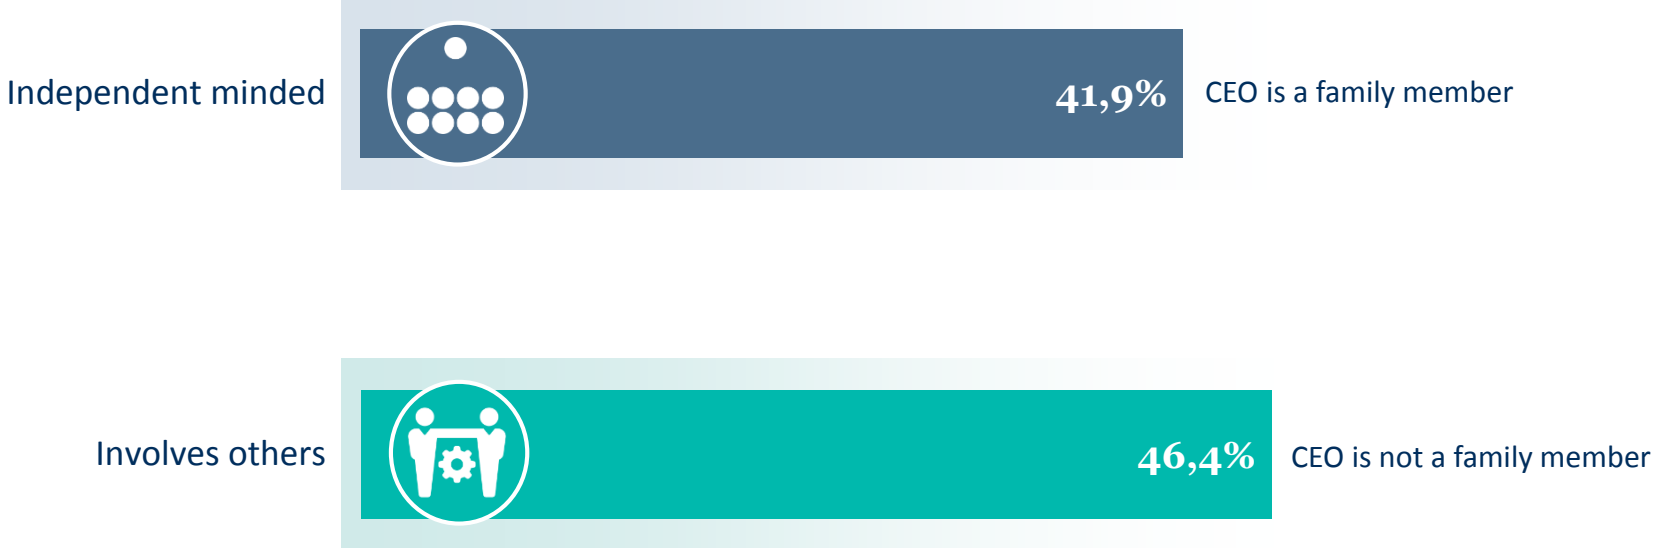 Independent minded
41,9%
CEO is a family member
Involves others
46,4%
CEO is not a family member